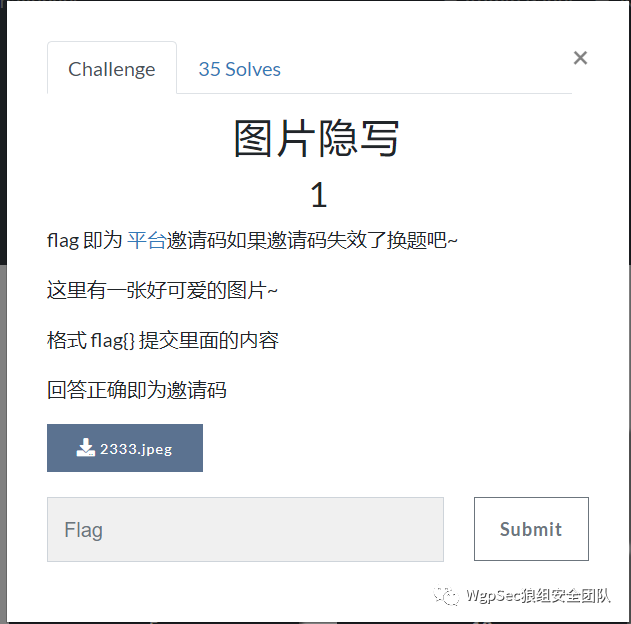 Challenge
35 Solves
×
图片隐写
1
flag 即为 平台邀请码如果邀请码失效了换题吧~
这里有一张好可爱的图片~
格式 flag{} 提交里面的内容
回答正确即为邀请码
2333.jpeg
Flag
Submit
WgpSec狼组安全团队